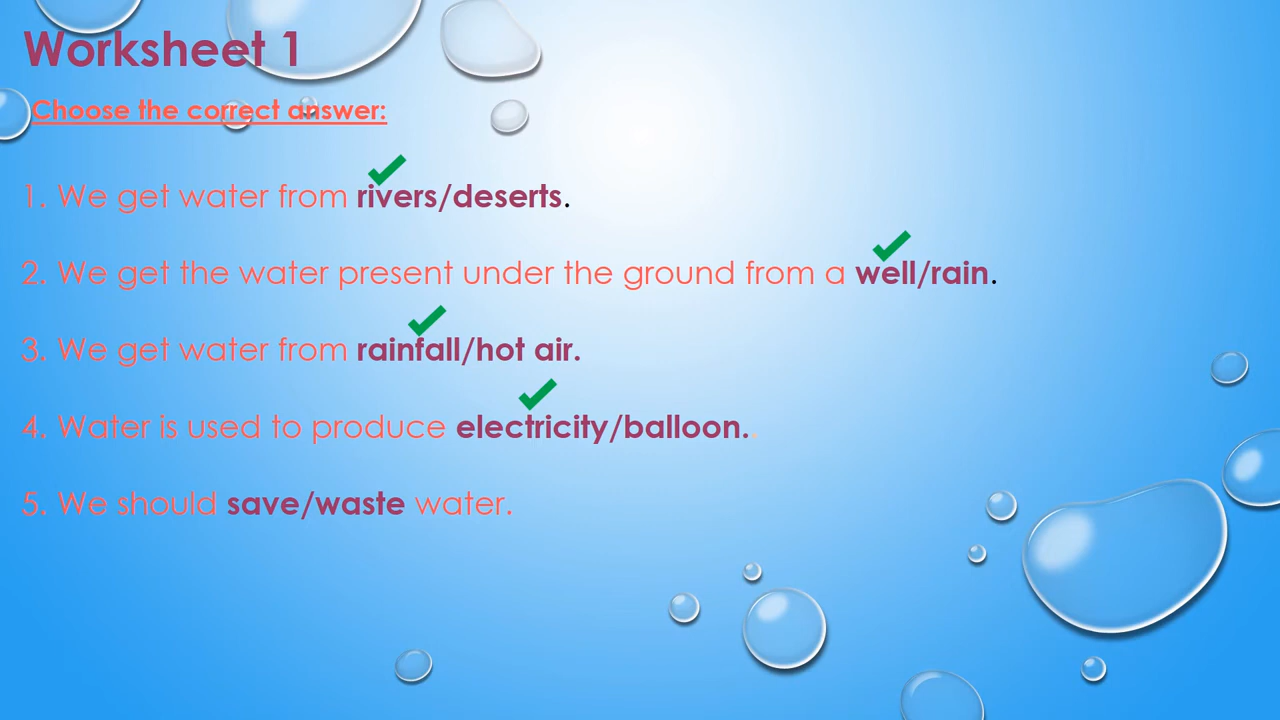 Worksheet 1
Choose the correct answer:
1. We get water from rivers/deserts.
2. We get the water present under the ground from a well/rain.
3. We get water from rainfall/hot air.
4. Water is used to produce electricity/balloon..
5. We should save/waste water.